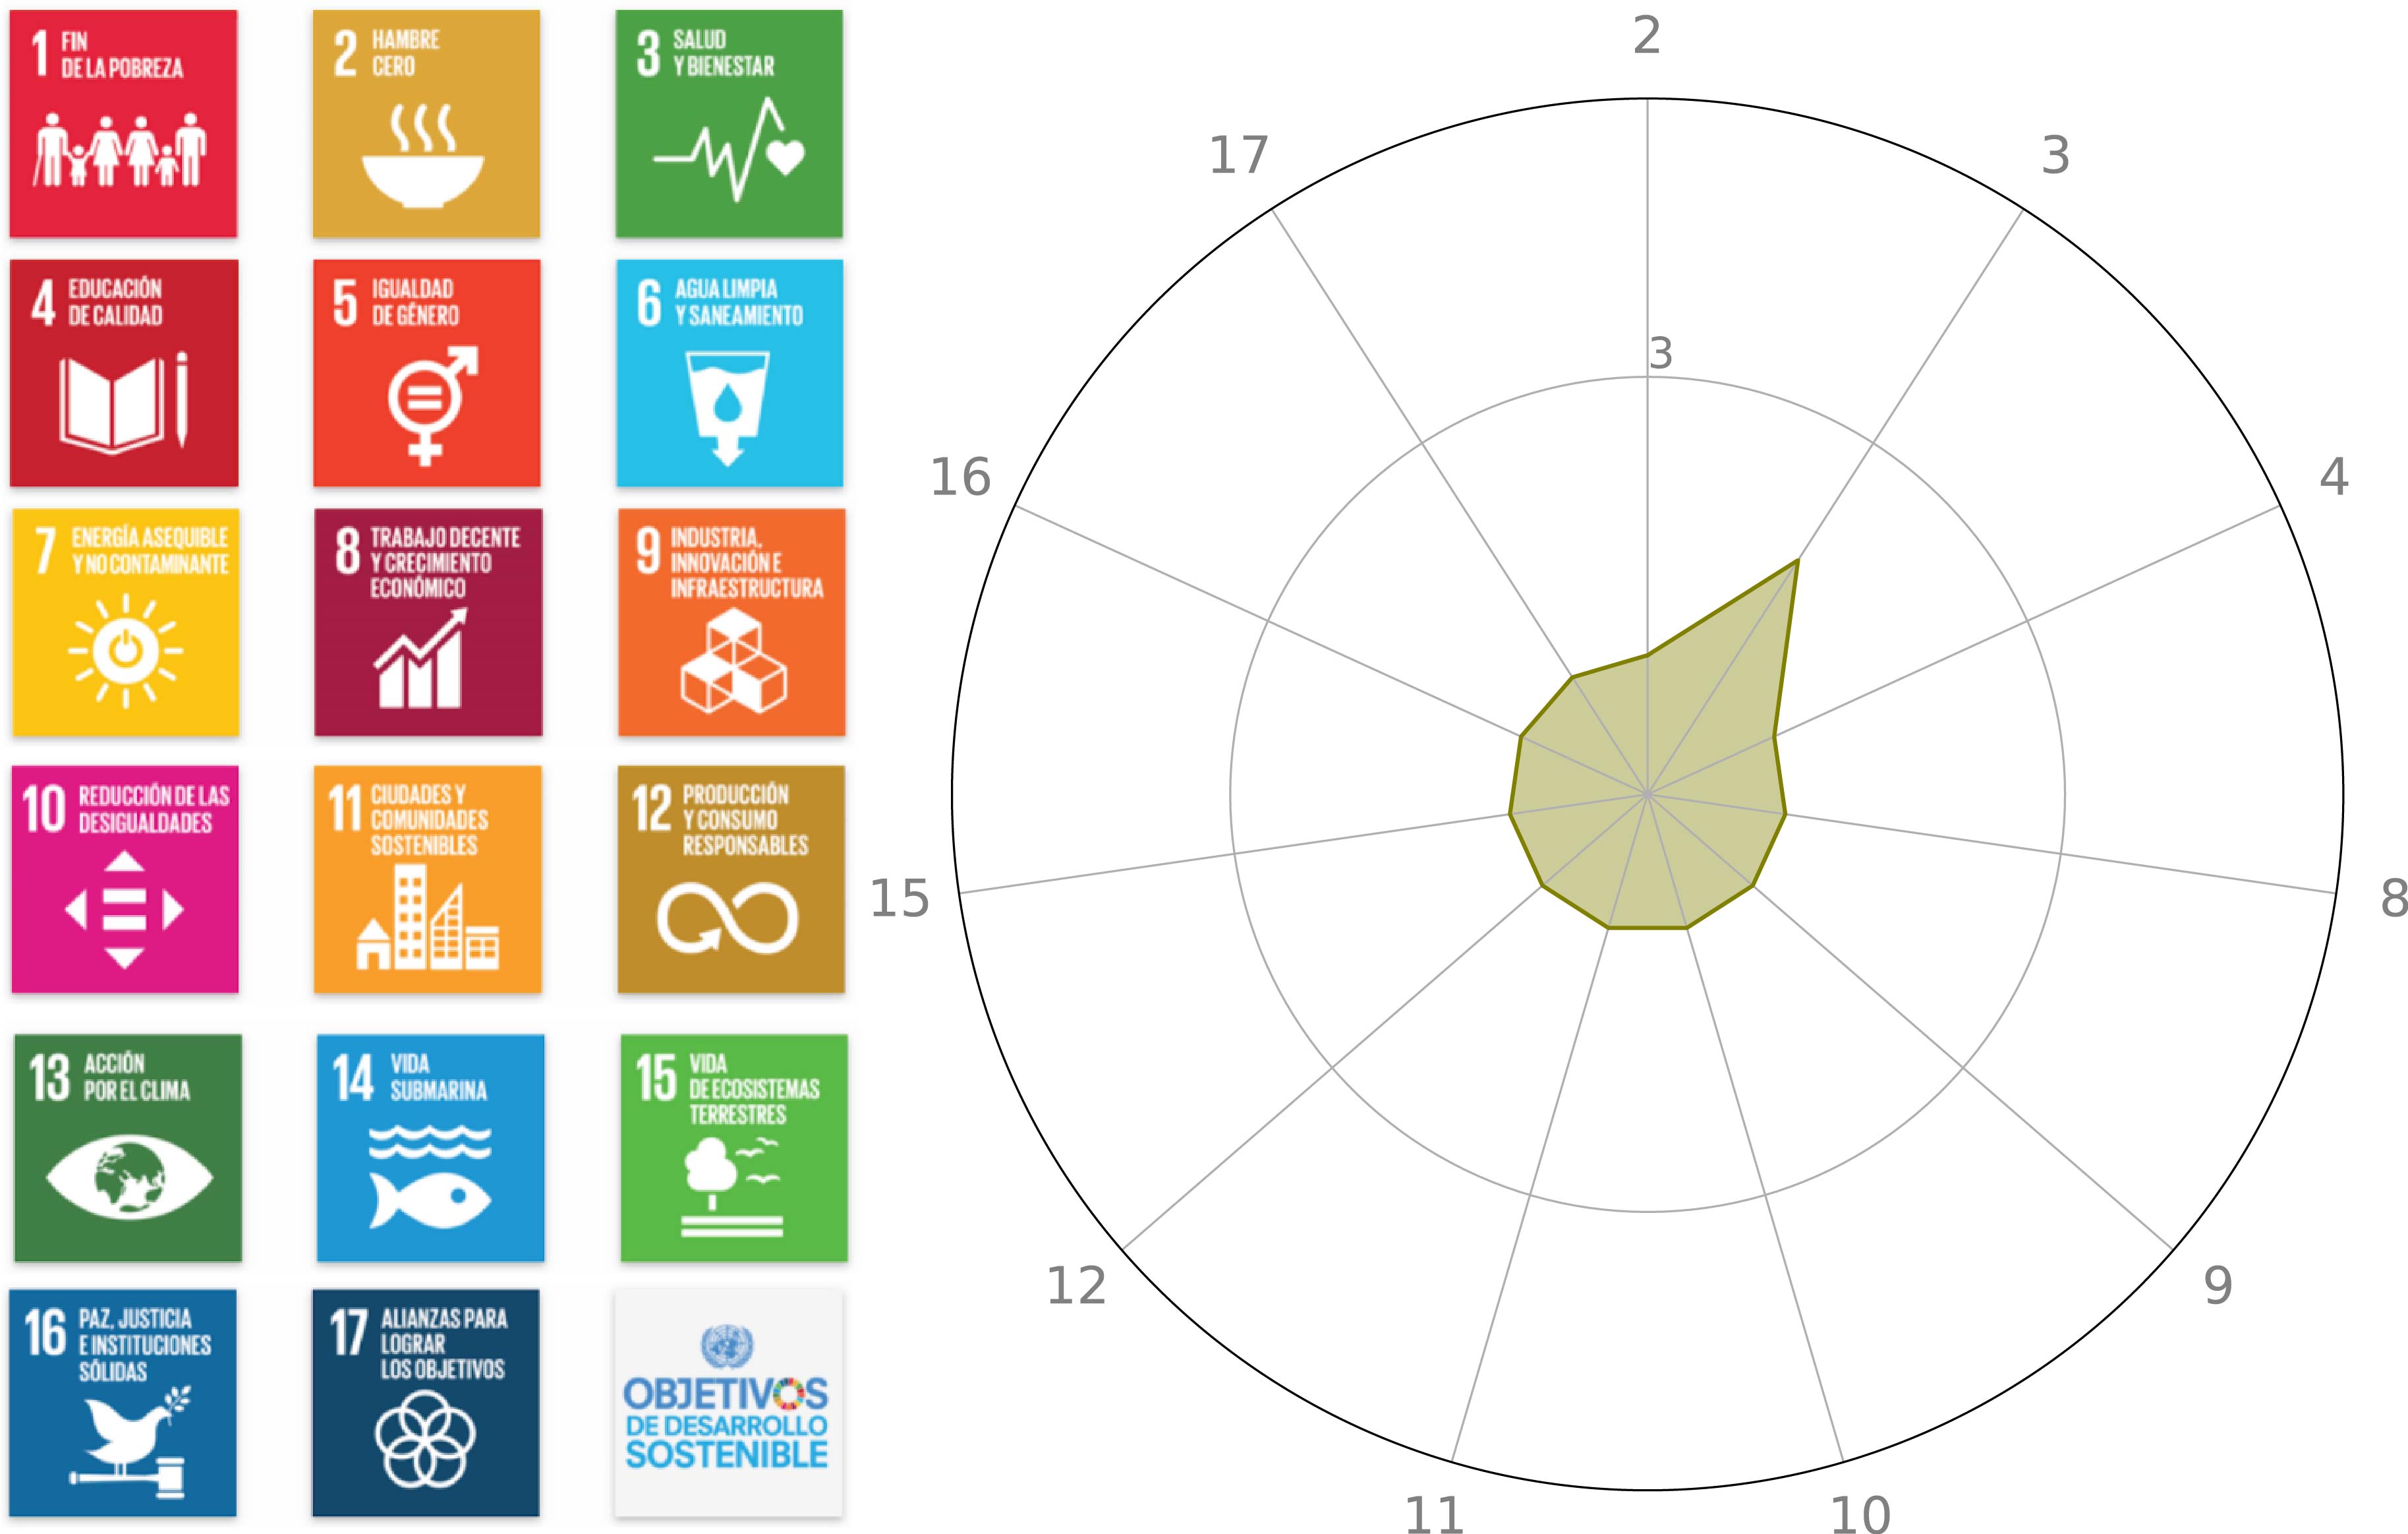 1 FIN
DE LA POBREZA
2 HAMBRE
CERO
3 SALUD
Y BIENESTAR
4 EDUCACIÓN
DE CALIDAD
5 IGUALDAD
DE GÉNERO
6 AGUA LIMPIA
Y SANEAMIENTO
7 ENERGÍA ASEQUIBLE
Y NO CONTAMINANTE
8 TRABAJO DECENTE
Y CRECIMIENTO
ECONÓMICO
9 INDUSTRIA,
INNOVACIÓN E
INFRAESTRUCTURA
10 REDUCCIÓN DE LAS
DESIGUALDADES
11 CIUDADES Y
COMUNIDADES
SOSTENIBLES
12 PRODUCCIÓN
Y CONSUMO
RESPONSABLES
13 ACCIÓN
POR EL CLIMA
14 VIDA
SUBMARINA
15 VIDA
DE ECOSISTEMAS
TERRESTRES
16 PAZ, JUSTICIA
E INSTITUCIONES
SÓLIDAS
17 ALIANZAS PARA
LOGRAR
LOS OBJETIVOS
OBJETIVOS
DE DESARROLLO
SOSTENIBLE
2
3
4
8
9
10
11
12
15
16
17
3